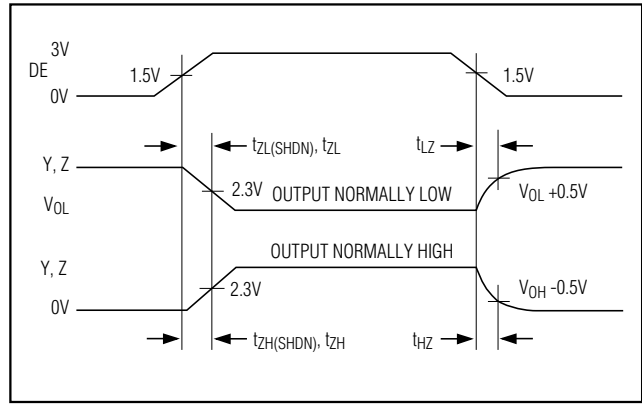 3V
DE
1.5V
1.5V
0V
tZL(SHDN), tZL
tLZ
Y, Z
2.3V
OUTPUT NORMALLY LOW
VOL +0.5V
VOL
OUTPUT NORMALLY HIGH
Y, Z
2.3V
VOH -0.5V
0V
tZH(SHDN), tZH
tHZ